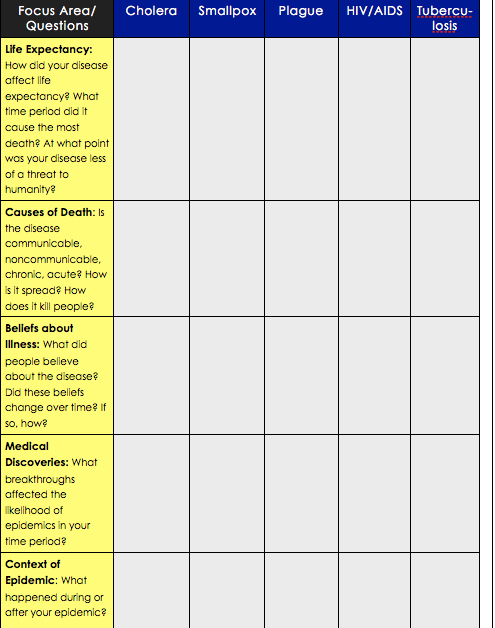 Focus Area/ Cholera Smallpox Plague HIV/AIDS Tubercu-
Questions losis
Life Expectancy:
How did your disease
affect life
expectancy? What
time period did it
cause the most
death? At what point
was your disease less
of a threat to
humanity?
Causes of Death: Is
the disease
communicable,
noncommunicable,
chronic, acute? How
is it spread? How
does it kill people?
Beliefs about
Illness: What did
people believe
about the disease?
Did these beliefs
change over time? If
so, how?
Medical
Discoveries: What
breakthroughs
affected the
likelihood of
epidemics in your
time period?
Context of
Epidemic: What
happened during or
after your epidemic?